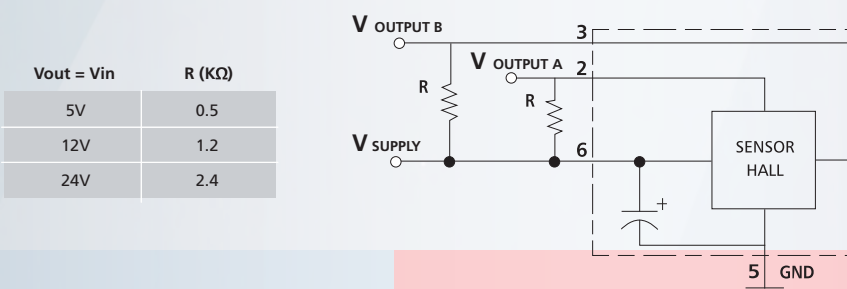 Vout = Vin R (KΩ)
5V 0.5
12V 1.2
24V 2.4
V OUTPUT B 3
V OUTPUT A 2
R
R
V SUPPLY 6
SENSOR
HALL
+
5 GND